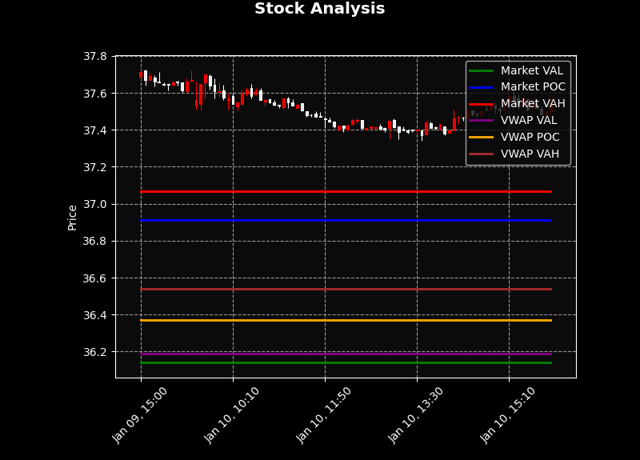 Stock Analysis
37.8
37.6
37.4
37.2
37.0
36.8
36.6
36.4
36.2
Price
Market VAL
Market POC
Market VAH
VWAP VAL
VWAP POC
VWAP VAH
Jan 09, 15:00
Jan 10, 10:10
Jan 10, 11:50
Jan 10, 13:30
Jan 10, 15:10